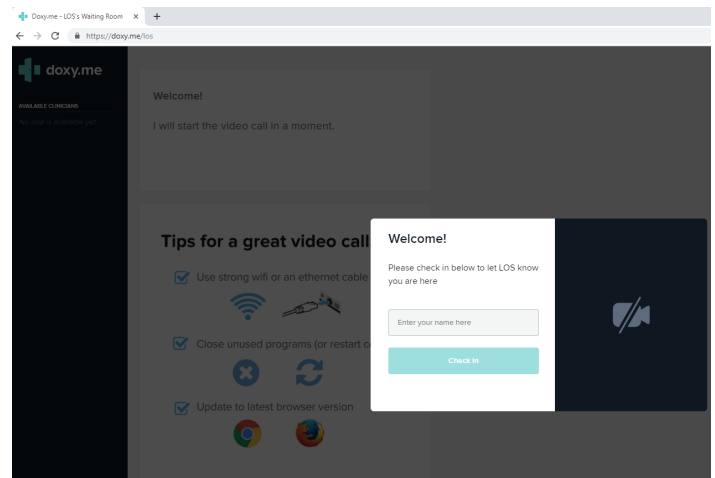 Doxy.me - LOS's Waiting Room
https://doxy.me/los
doxy.me
AVAILABLE CLINICIANS
No one is available yet
Welcome!
I will start the video call in a moment.
Tips for a great video call
Use strong wifi or an ethernet cable
Close unused programs (or restart c
Update to latest browser version
Welcome!
Please check in below to let LOS know
you are here
Enter your name here
Check In